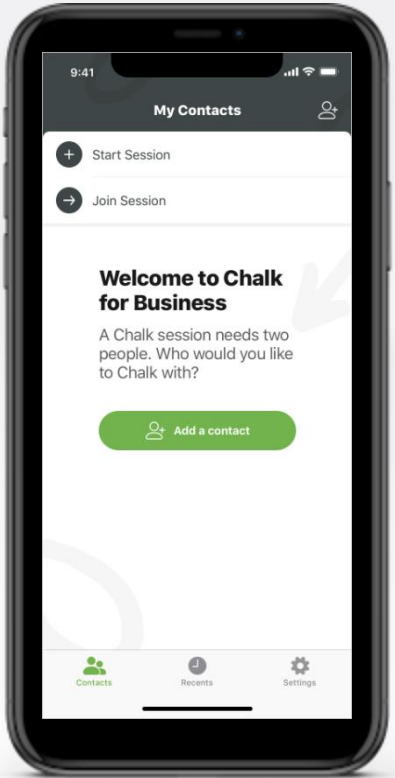 9:41
My Contacts
Start Session
Join Session
Welcome to Chalk
for Business
A Chalk session needs two
people. Who would you like
to Chalk with?
Add a contact
Contacts
Recents
Settings